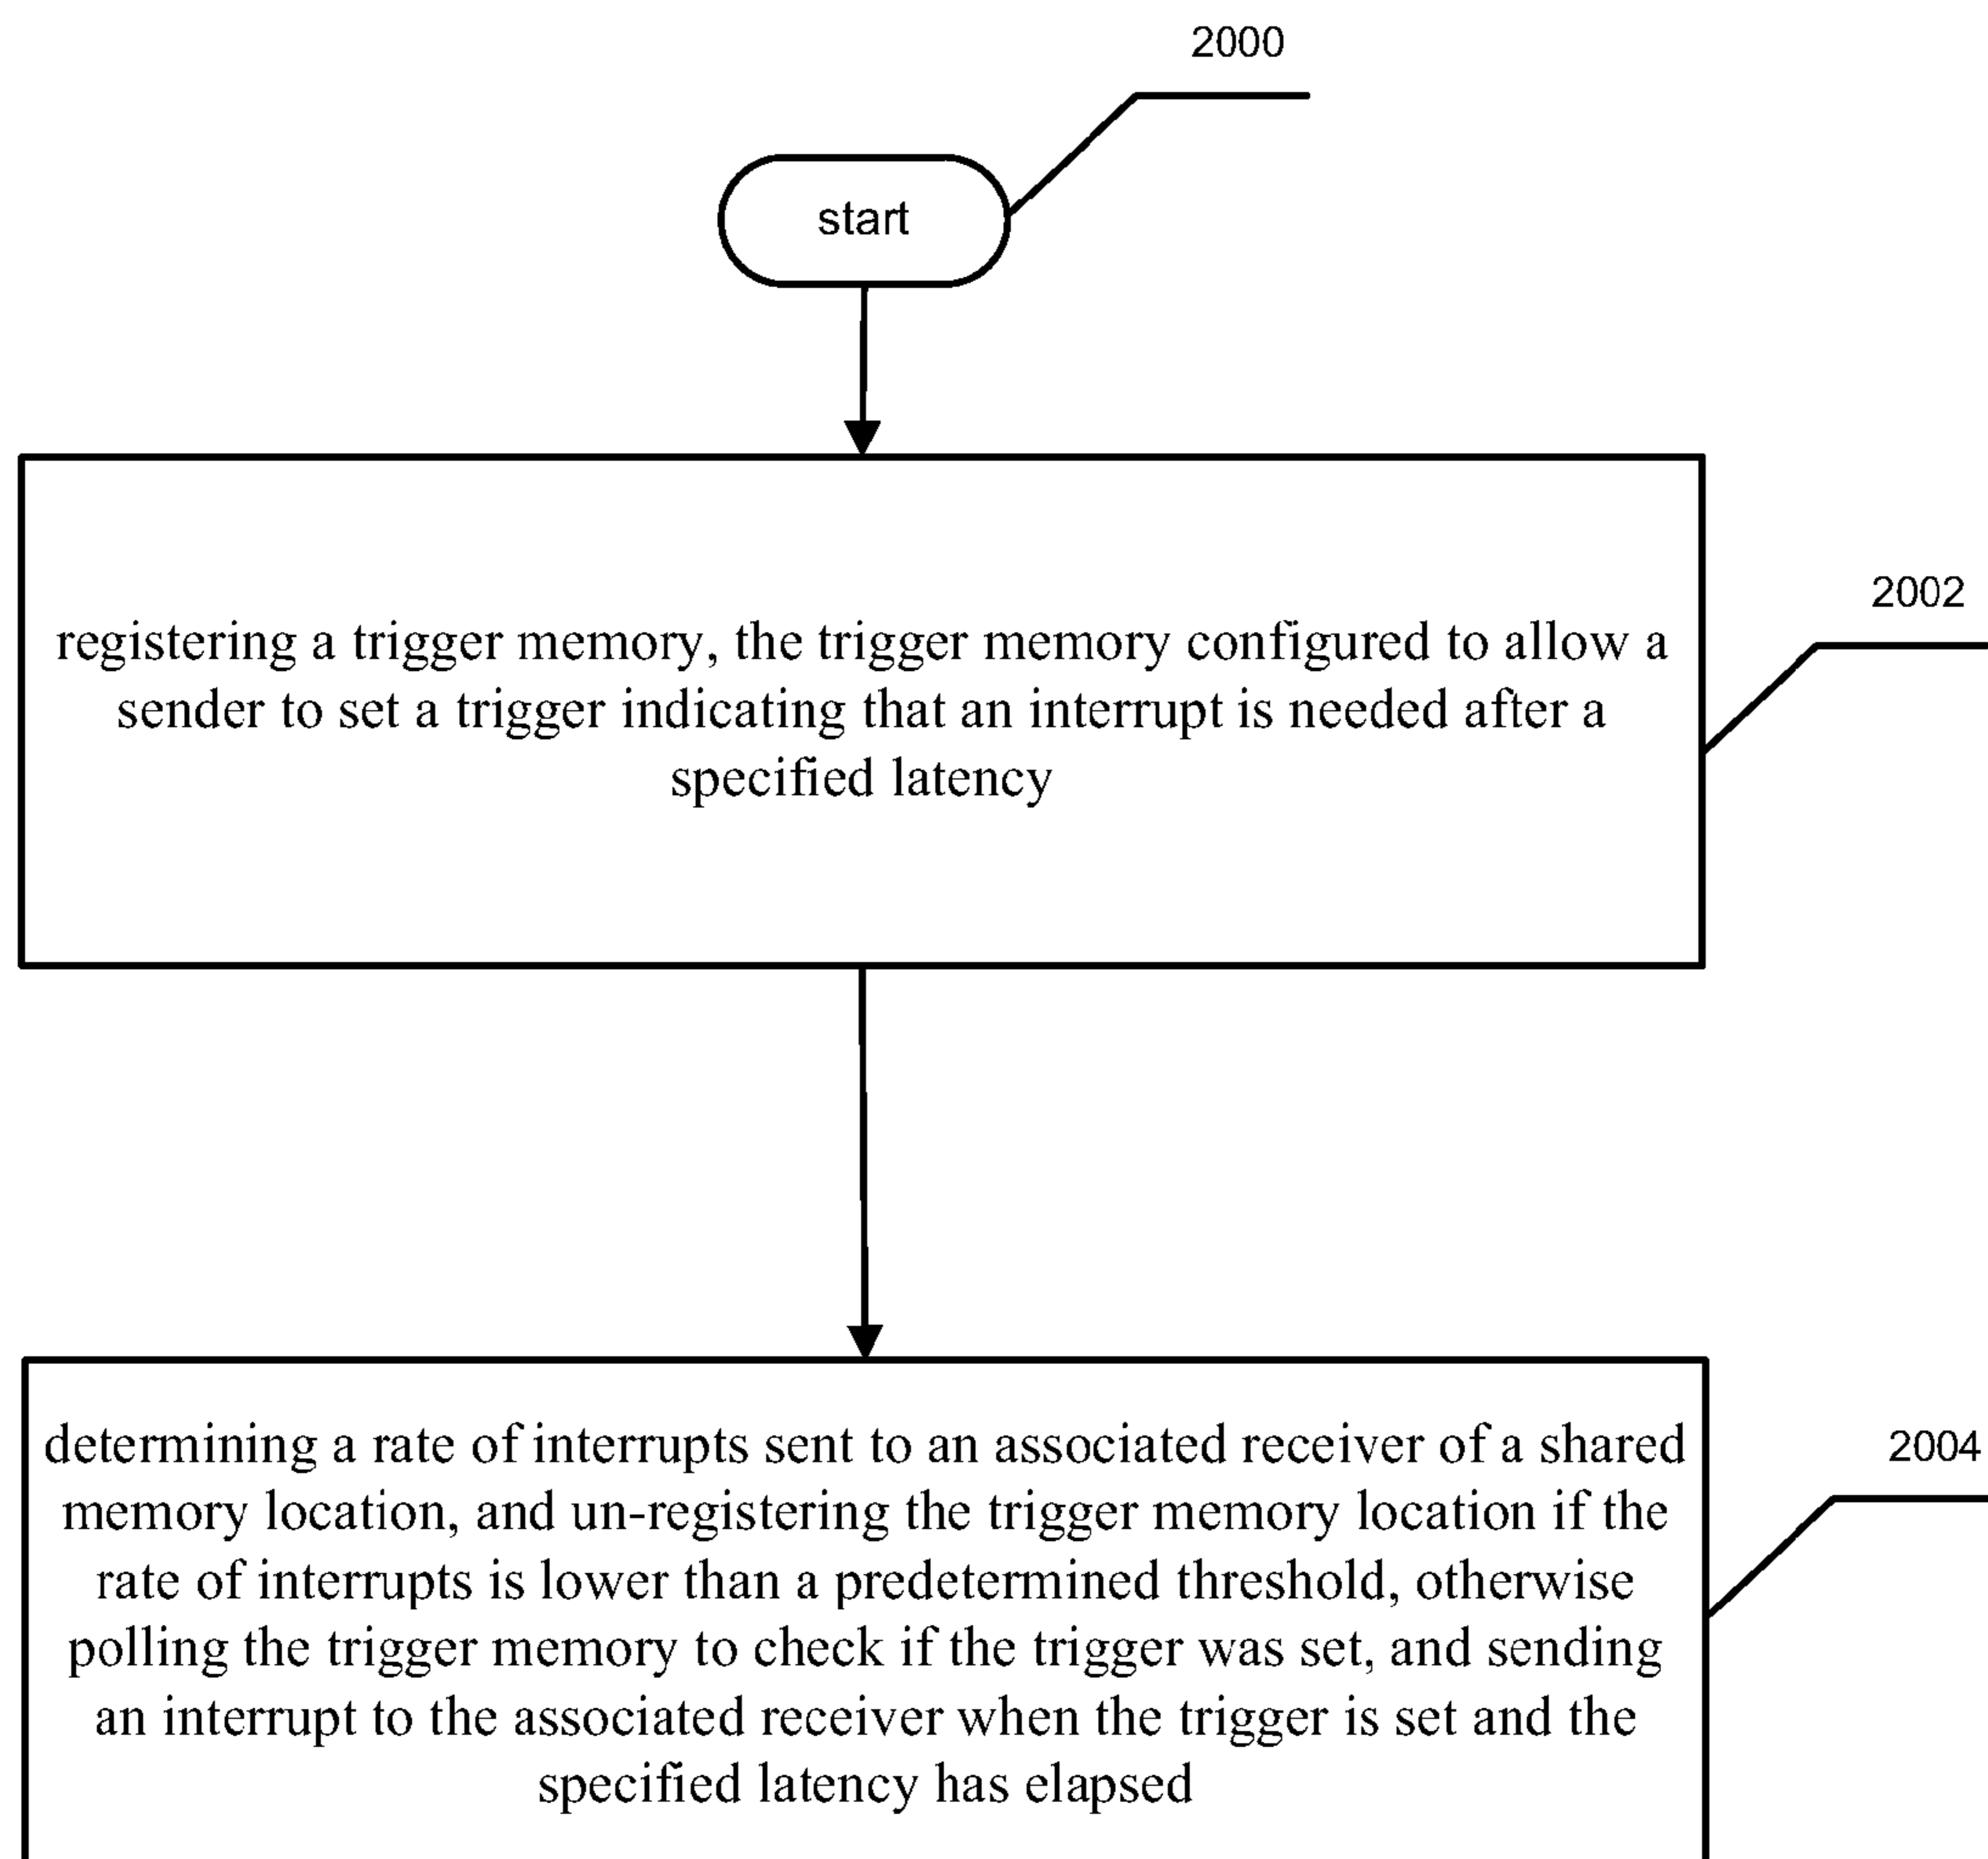 2000
start
2002
registering a trigger memory, the trigger memory configured to allow a
sender to set a trigger indicating that an interrupt is needed after a
specified latency
2004
determining a rate of interrupts sent to an associated receiver of a shared
memory location, and un-registering the trigger memory location if the
rate of interrupts is lower than a predetermined threshold, otherwise
polling the trigger memory to check if the trigger was set, and sending
an interrupt to the associated receiver when the trigger is set and the
specified latency has elapsed